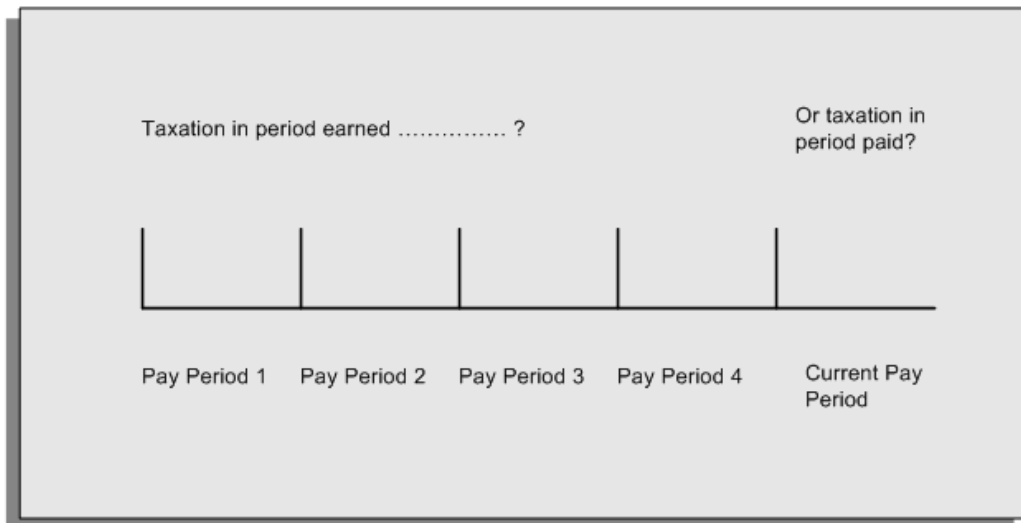 Taxation in period earned …………… ?
Or taxation in
period paid?
Pay Period 1
Pay Period 2
Pay Period 3
Pay Period 4
Current Pay
Period